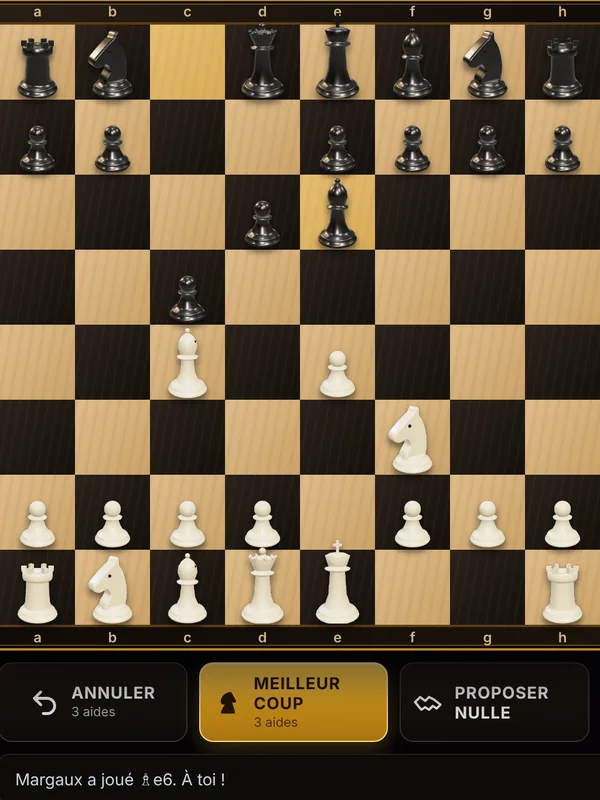 a b c d e f g h
a b c d e f g h
ANNULER
3 aides
MEILLEUR
COUP
3 aides
PROPOSER
NULLE
Margaux a joué ♗e6. À toi !